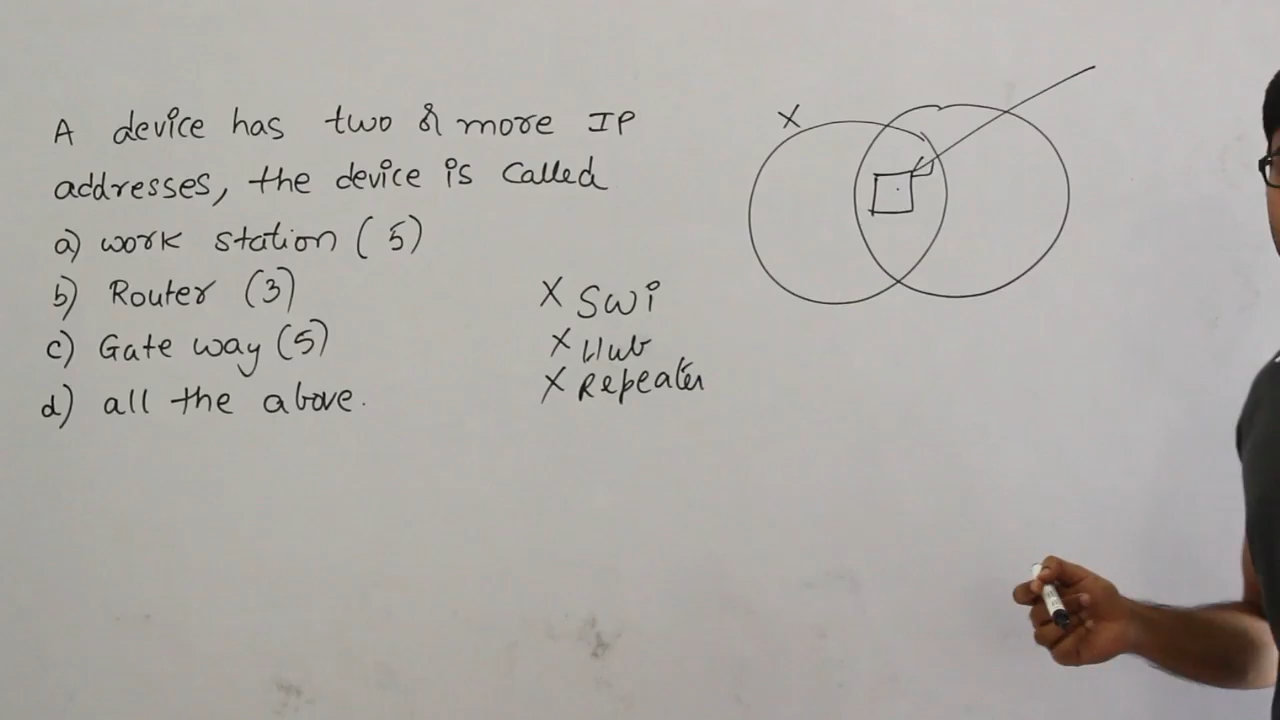 A device has two & more IP
addresses, the device is called
a) work station (5)
b) Router (3)
c) Gate way (5)
d) all the above.
X Swi
X Hub
X Repeater
X